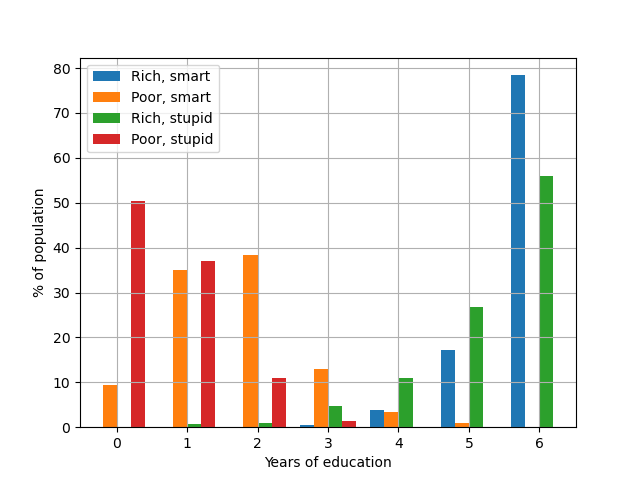 Rich, smart
Poor, smart
Rich, stupid
Poor, stupid
% of population
80
70
60
50
40
30
20
10
0
0 1 2 3 4 5 6
Years of education